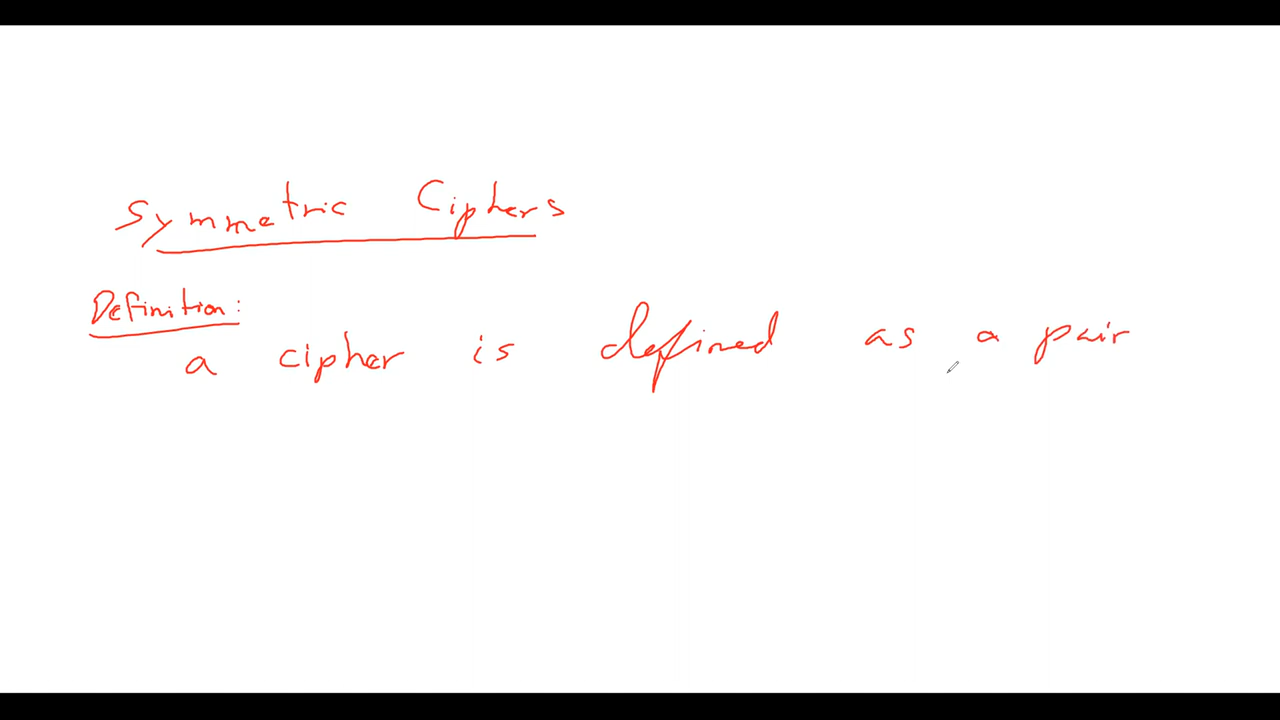 Symmetric Ciphers
Definition:
a cipher is defined as a pair